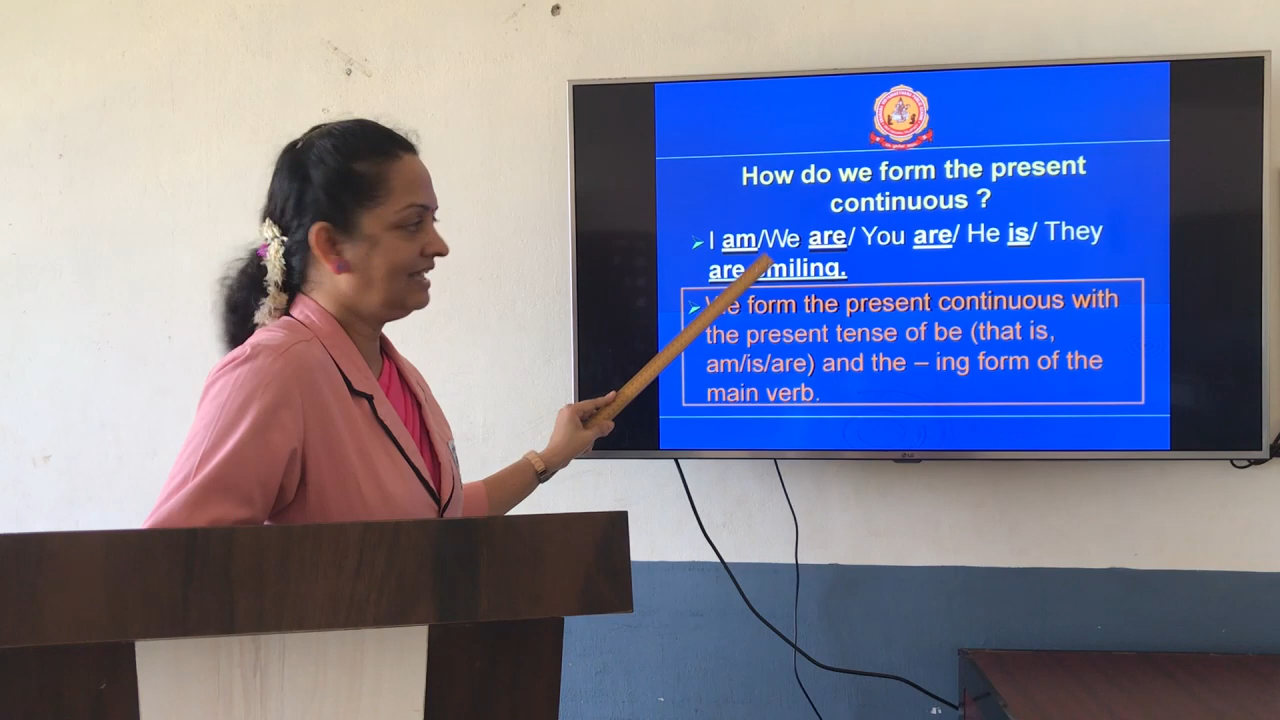 How do we form the present
continuous ?
I am/We are/ You are/ He is/ They
are smiling.
We form the present continuous with
the present tense of be (that is,
am/is/are) and the – ing form of the
main verb.
LG